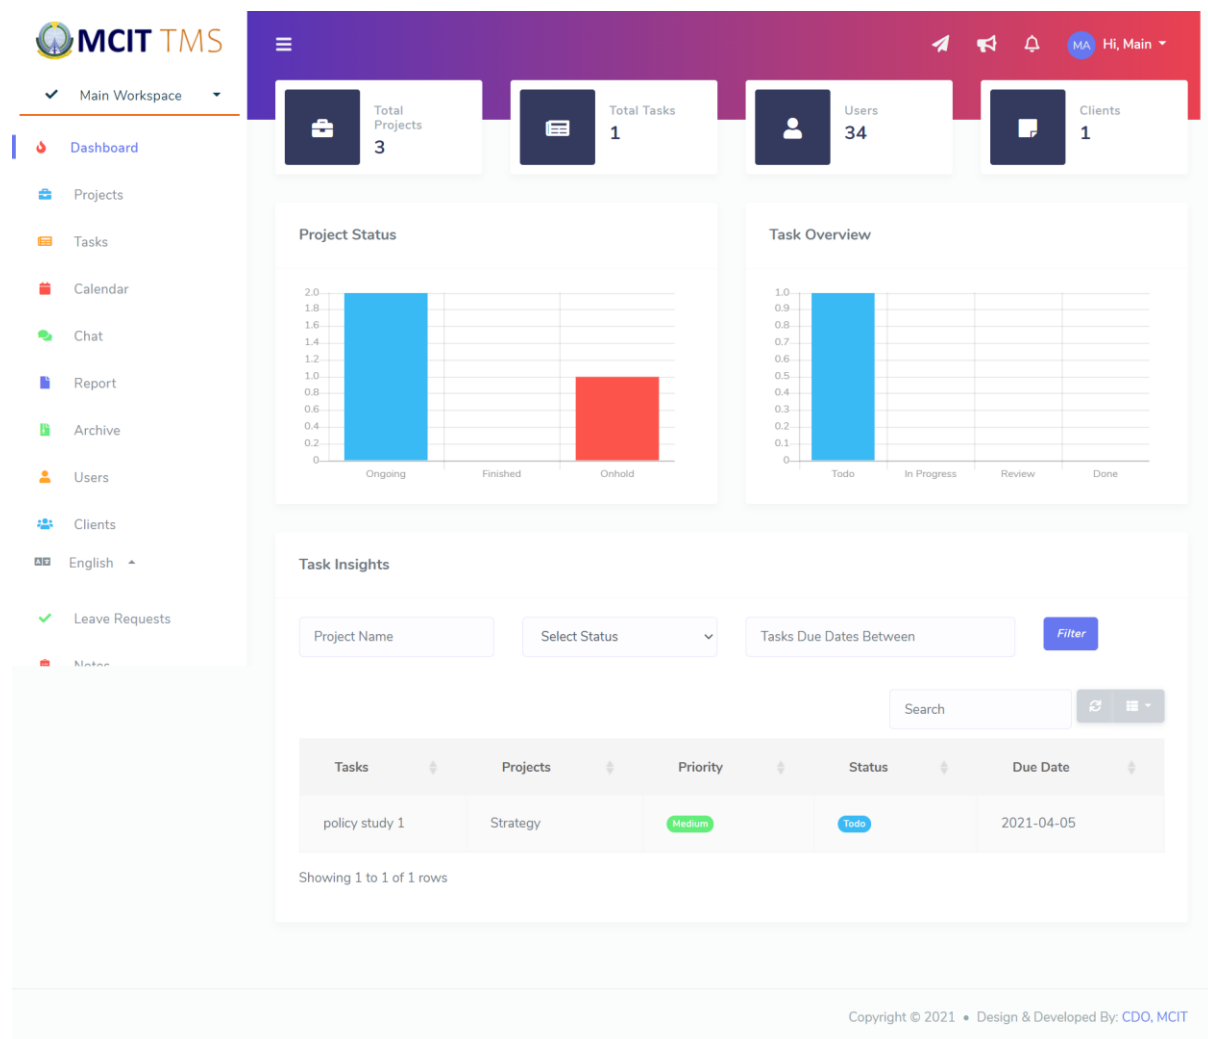 MCIT TMS
Hi, Main
MA
Main Workspace
Dashboard
Projects
Tasks
Calendar
Chat
Report
Archive
Users
Clients
English
Leave Requests
Notes
Total Projects
3
Total Tasks
1
Users
34
Clients
1
Project Status
2.0
1.8
1.6
1.4
1.2
1.0
0.8
0.6
0.4
0.2
0
Ongoing Finished Onhold
Task Overview
1.0
0.9
0.8
0.7
0.6
0.5
0.4
0.3
0.2
0.1
0
Todo In Progress Review Done
Task Insights
Project Name Select Status Tasks Due Dates Between Filter
Search
Tasks Projects Priority Status Due Date
policy study 1 Strategy Medium Todo 2021-04-05
Showing 1 to 1 of 1 rows
Copyright © 2021 • Design & Developed By: CDO, MCIT